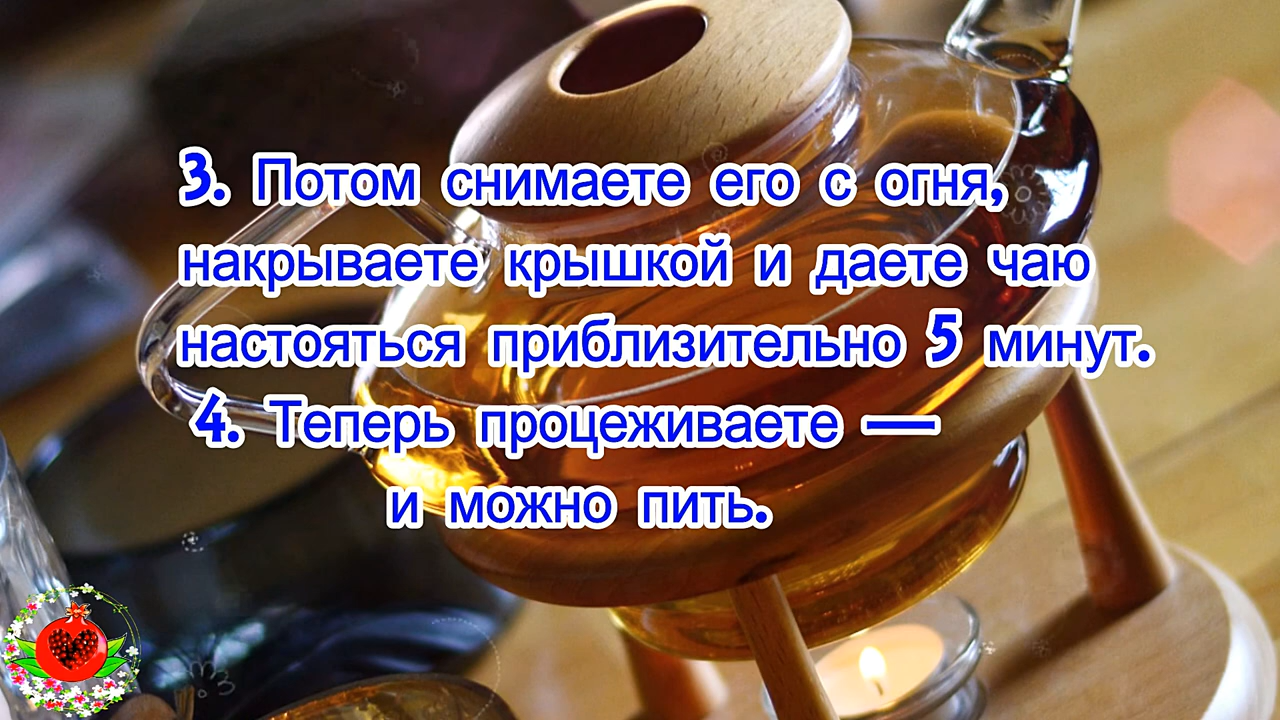 3. Потом снимаете его с огня,
накрываете крышкой и даете чаю
настояться приблизительно 5 минут.
4. Теперь процеживаете —
и можно пить.